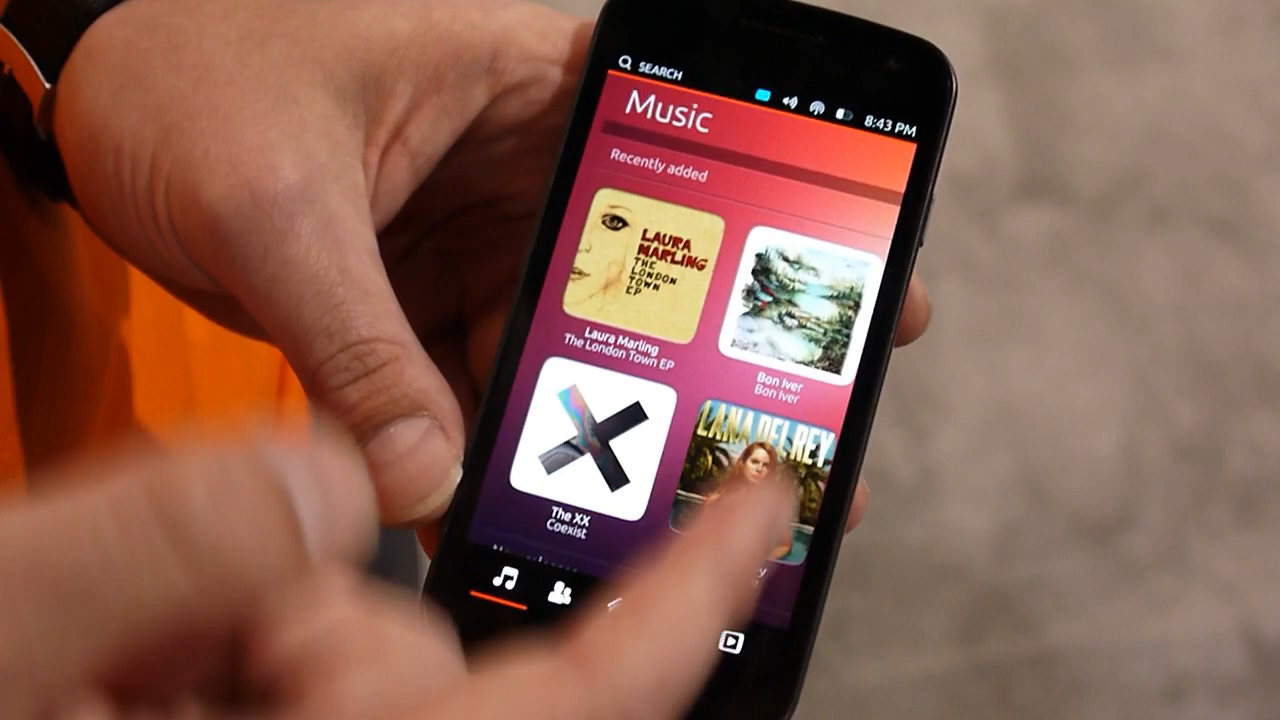 SEARCH
8:43 PM
Music
Recently added
LAURA
MARLING
THE
LONDON
TOWN
EP
Laura Marling
The London Town EP
Bon Iver
Bon Iver
LANA DEL REY
The XX
Coexist